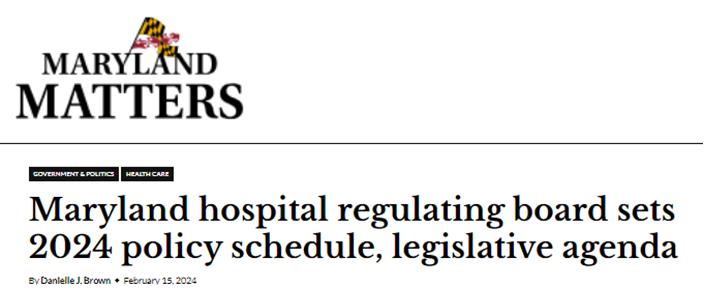 MARYLAND
MATTERS
GOVERNMENT & POLITICS HEALTH CARE
Maryland hospital regulating board sets
2024 policy schedule, legislative agenda
By Danielle J. Brown ✦ February 15, 2024